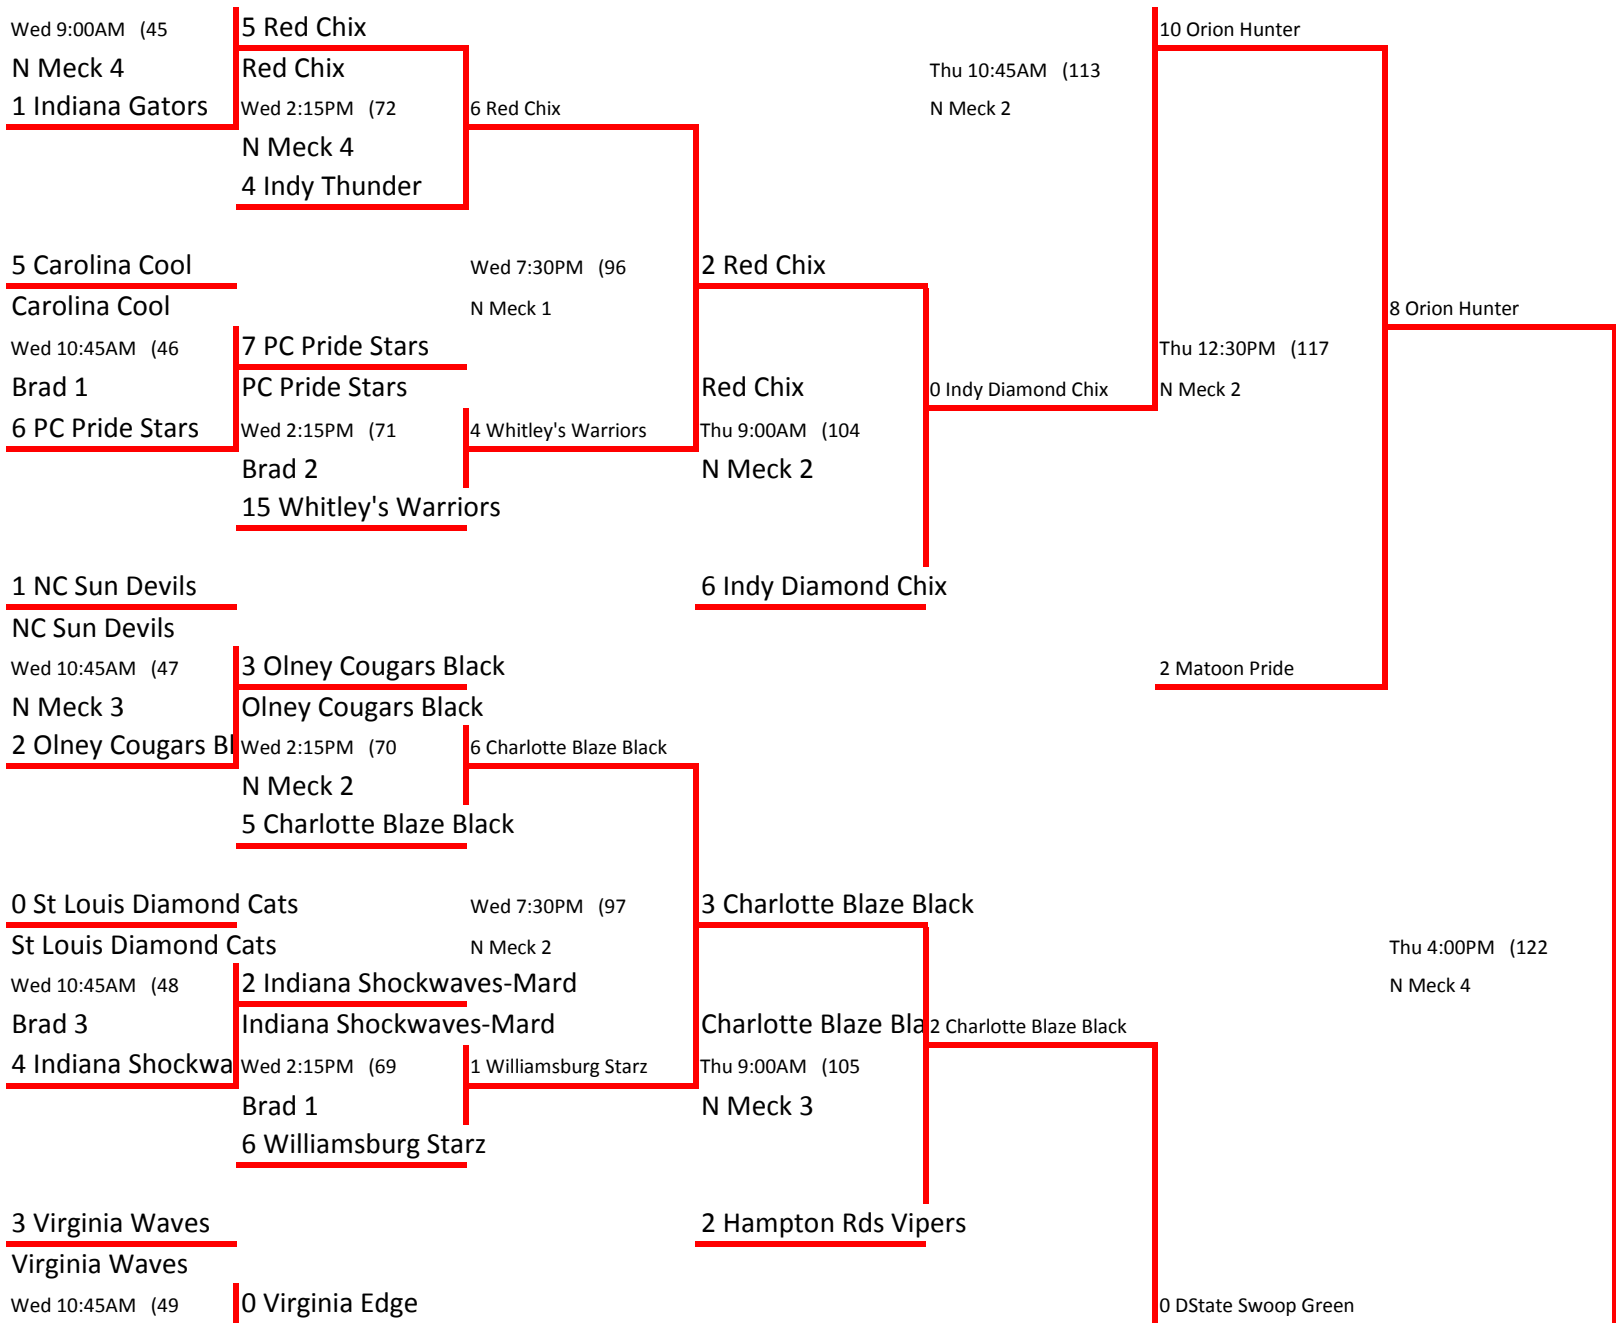 Wed 9:00AM (45
5 Red Chix
10 Orion Hunter
N Meck 4
Red Chix
Thu 10:45AM (113
1 Indiana Gators
Wed 2:15PM (72
6 Red Chix
N Meck 2
N Meck 4
4 Indy Thunder
5 Carolina Cool
Wed 7:30PM (96
2 Red Chix
Carolina Cool
N Meck 1
8 Orion Hunter
Wed 10:45AM (46
7 PC Pride Stars
Thu 12:30PM (117
Brad 1
PC Pride Stars
Red Chix
0 Indy Diamond Chix
N Meck 2
6 PC Pride Stars
Wed 2:15PM (71
4 Whitley's Warriors
Thu 9:00AM (104
Brad 2
N Meck 2
15 Whitley's Warriors
1 NC Sun Devils
6 Indy Diamond Chix
NC Sun Devils
Wed 10:45AM (47
3 Olney Cougars Black
2 Matoon Pride
N Meck 3
Olney Cougars Black
2 Olney Cougars Bl
Wed 2:15PM (70
6 Charlotte Blaze Black
N Meck 2
5 Charlotte Blaze Black
0 St Louis Diamond Cats
Wed 7:30PM (97
3 Charlotte Blaze Black
St Louis Diamond Cats
N Meck 2
Thu 4:00PM (122
Wed 10:45AM (48
2 Indiana Shockwaves-Mard
N Meck 4
Brad 3
Indiana Shockwaves-Mard
Charlotte Blaze Bla
2 Charlotte Blaze Black
4 Indiana Shockwa
Wed 2:15PM (69
1 Williamsburg Starz
Thu 9:00AM (105
Brad 1
N Meck 3
6 Williamsburg Starz
3 Virginia Waves
2 Hampton Rds Vipers
Virginia Waves
Wed 10:45AM (49
0 Virginia Edge
0 DState Swoop Green